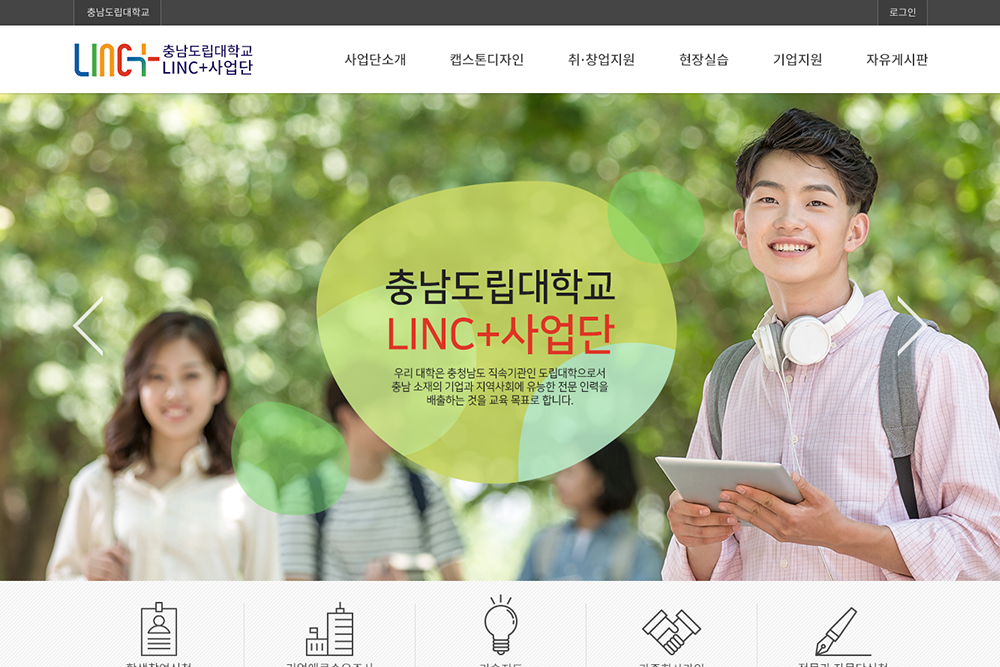 충남도립대학교
로그인
LINC+
충남도립대학교
LINC+사업단
사업단소개
캡스톤디자인
취·창업지원
현장실습
기업지원
자유게시판
충남도립대학교
LINC+사업단
우리 대학은 충청남도 직속기관인 도립대학으로서
충남 소재의 기업과 지역사회에 유능한 전문 인력을
배출하는 것을 교육 목표로 합니다.